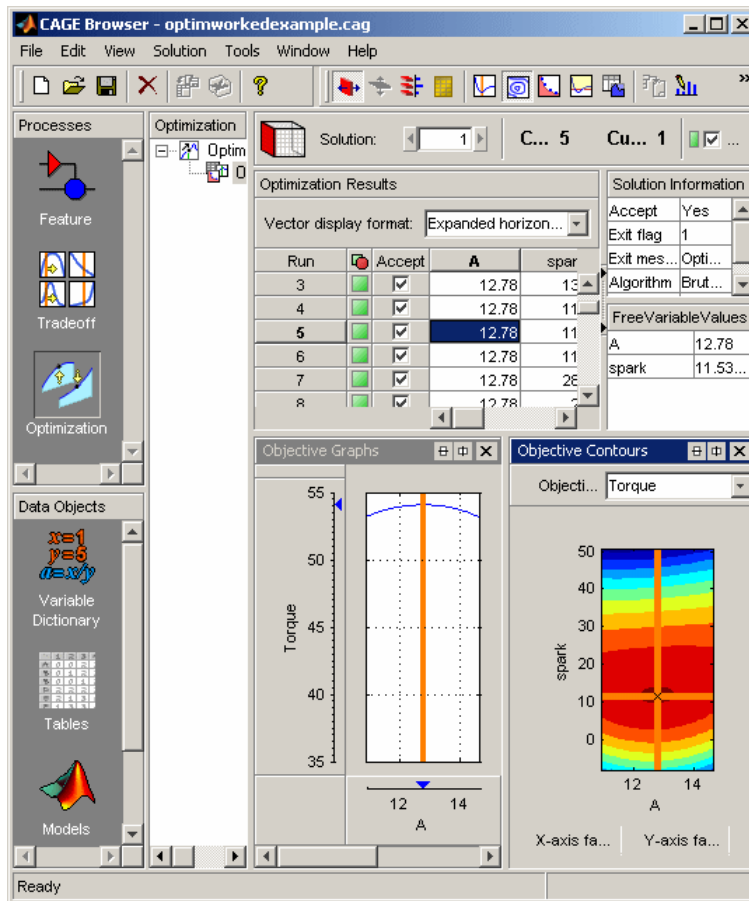 CAGE Browser - optimworkedexample.cag
File Edit View Solution Tools Window Help
Processes
Feature
Tradeoff
Optimization
Data Objects
x=1
y=5
a=x/y
Variable
Dictionary
Tables
Models
Optimization
Optim
O
Solution: 1 C... 5 Cu... 1 ...
Optimization Results
Vector display format: Expanded horizon...
Run Accept A spar
3 12.78 13
4 12.78 11
5 12.78 11
6 12.78 11
7 12.78 28
8 12.78
Solution Information
Accept Yes
Exit flag 1
Exit mes... Opti...
Algorithm Brut...
FreeVariableValues
A 12.78
spark 11.53...
Objective Graphs
55
50
45
40
35
Torque
12 14
A
Objective Contours
Objecti... Torque
50
40
30
20
10
0
spark
12 14
A
X-axis fa... Y-axis fa...
Ready